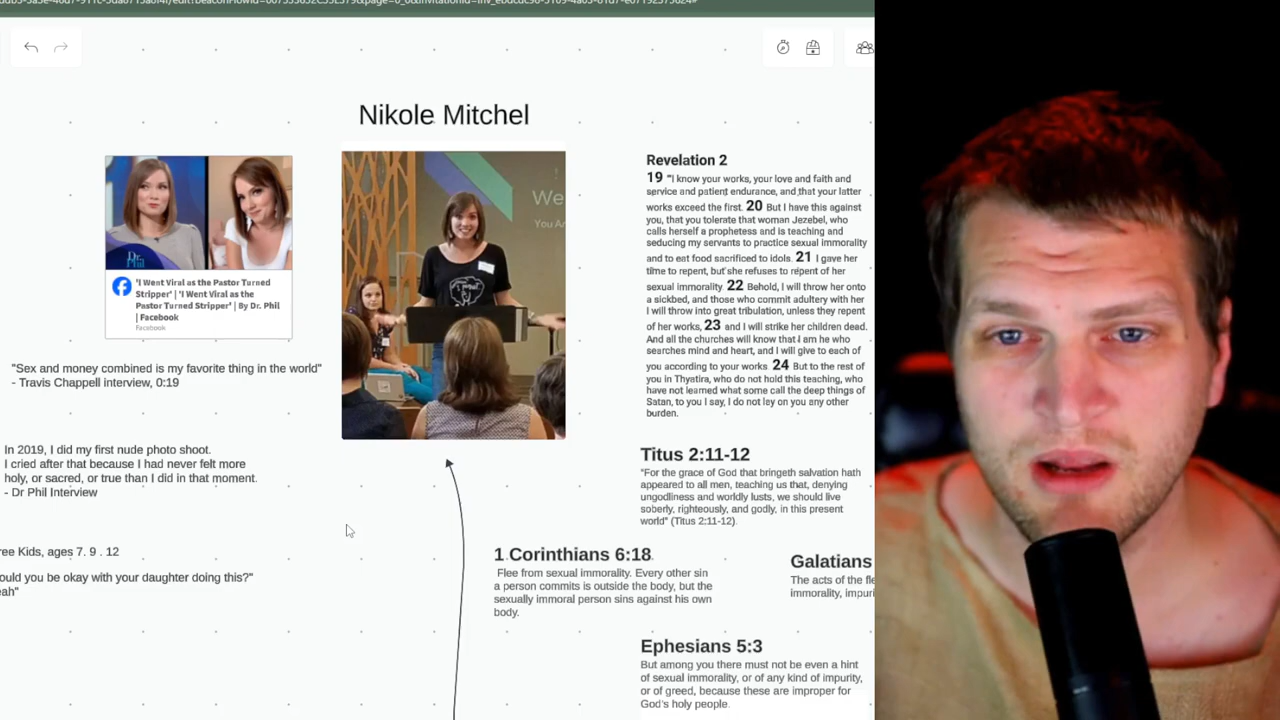 Nikole Mitchel
Dr.
Phil
'I Went Viral as the Pastor Turned
Stripper' | 'I Went Viral as the
Pastor Turned Stripper' | By Dr. Phil
| Facebook
Facebook
"Sex and money combined is my favorite thing in the world"
- Travis Chappell interview, 0:19
In 2019, I did my first nude photo shoot.
I cried after that because I had never felt more
holy, or sacred, or true than I did in that moment.
- Dr Phil Interview
ree Kids, ages 7. 9 . 12
ould you be okay with your daughter doing this?"
eah"
We
You Ar
Revelation 2
19 "I know your works, your love and faith and
service and patient endurance, and that your latter
works exceed the first. 20 But I have this against
you, that you tolerate that woman Jezebel, who
calls herself a prophetess and is teaching and
seducing my servants to practice sexual immorality
and to eat food sacrificed to idols. 21 I gave her
time to repent, but she refuses to repent of her
sexual immorality. 22 Behold, I will throw her onto
a sickbed, and those who commit adultery with her
I will throw into great tribulation, unless they repent
of her works, 23 and I will strike her children dead.
And all the churches will know that I am he who
searches mind and heart, and I will give to each of
you according to your works. 24 But to the rest of
you in Thyatira, who do not hold this teaching, who
have not learned what some call the deep things of
Satan, to you I say, I do not lay on you any other
burden.
Titus 2:11-12
"For the grace of God that bringeth salvation hath
appeared to all men, teaching us that, denying
ungodliness and worldly lusts, we should live
soberly, righteously, and godly, in this present
world" (Titus 2:11-12).
1 Corinthians 6:18
Flee from sexual immorality. Every other sin
a person commits is outside the body, but the
sexually immoral person sins against his own
body.
Galatians
The acts of the fle
immorality, impuri
Ephesians 5:3
But among you there must not be even a hint
of sexual immorality, or of any kind of impurity,
or of greed, because these are improper for
God's holy people.